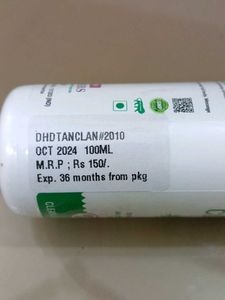 DHDTANCLAN#2010
OCT 2024 100ML
M.R.P ; Rs 150/.
Exp. 36 months from pkg